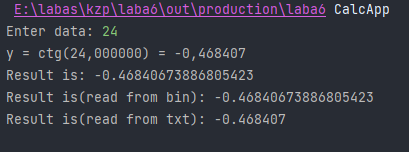 E:\labas\kzp\laba6\out\production\laba6 CalcApp
Enter data: 24
y = ctg(24,000000) = -0,468407
Result is: -0.46840673886805423
Result is(read from bin): -0.46840673886805423
Result is(read from txt): -0.468407